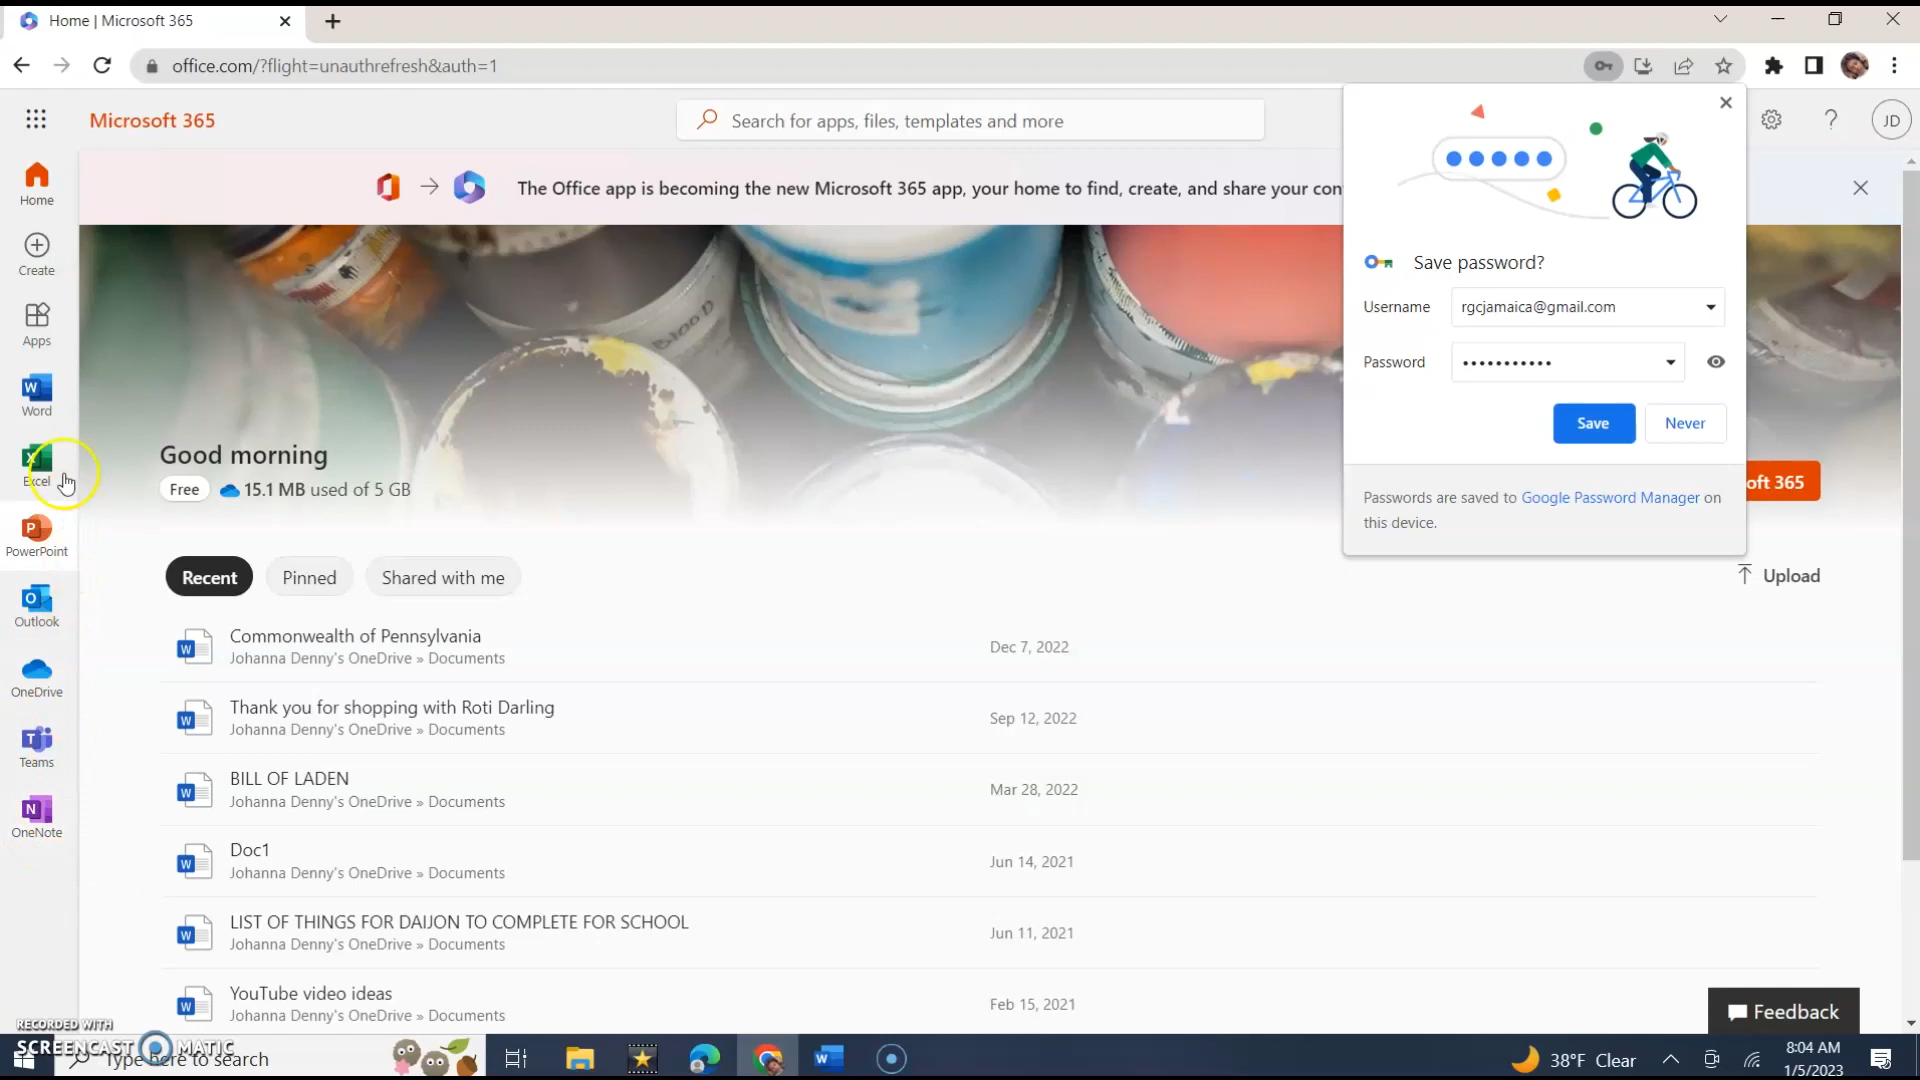 Home | Microsoft 365
office.com/?flight=unauthrefresh&auth=1
Microsoft 365
Search for apps, files, templates and more
JD
Home
Create
Apps
Word
Excel
PowerPoint
Outlook
OneDrive
Teams
OneNote
The Office app is becoming the new Microsoft 365 app, your home to find, create, and share your con
Save password?
Username rgcjamaica@gmail.com
Password
Save Never
Passwords are saved to Google Password Manager on
this device.
Good morning
Free 15.1 MB used of 5 GB
oft 365
Recent Pinned Shared with me
Upload
Commonwealth of Pennsylvania
Johanna Denny's OneDrive » Documents
Dec 7, 2022
Thank you for shopping with Roti Darling
Johanna Denny's OneDrive » Documents
Sep 12, 2022
BILL OF LADEN
Johanna Denny's OneDrive » Documents
Mar 28, 2022
Doc1
Johanna Denny's OneDrive » Documents
Jun 14, 2021
LIST OF THINGS FOR DAIJON TO COMPLETE FOR SCHOOL
Johanna Denny's OneDrive » Documents
Jun 11, 2021
YouTube video ideas
Johanna Denny's OneDrive » Documents
Feb 15, 2021
Feedback
RECORDED WITH
SCREENCAST MATIC
Type here to search
38°F Clear
8:04 AM
1/5/2023